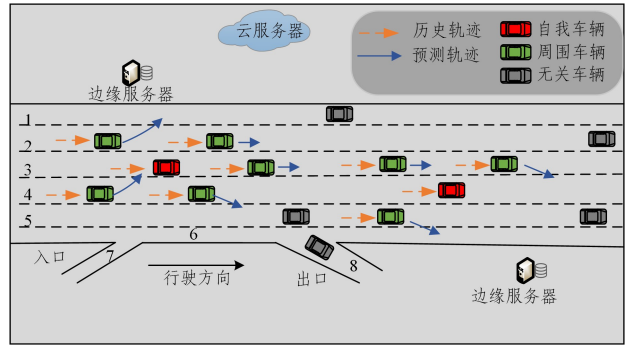 云服务器
历史轨迹
自我车辆
预测轨迹
周围车辆
无关车辆
边缘服务器
1
2
3
4
5
6
入口
7
行驶方向
出口
8
边缘服务器